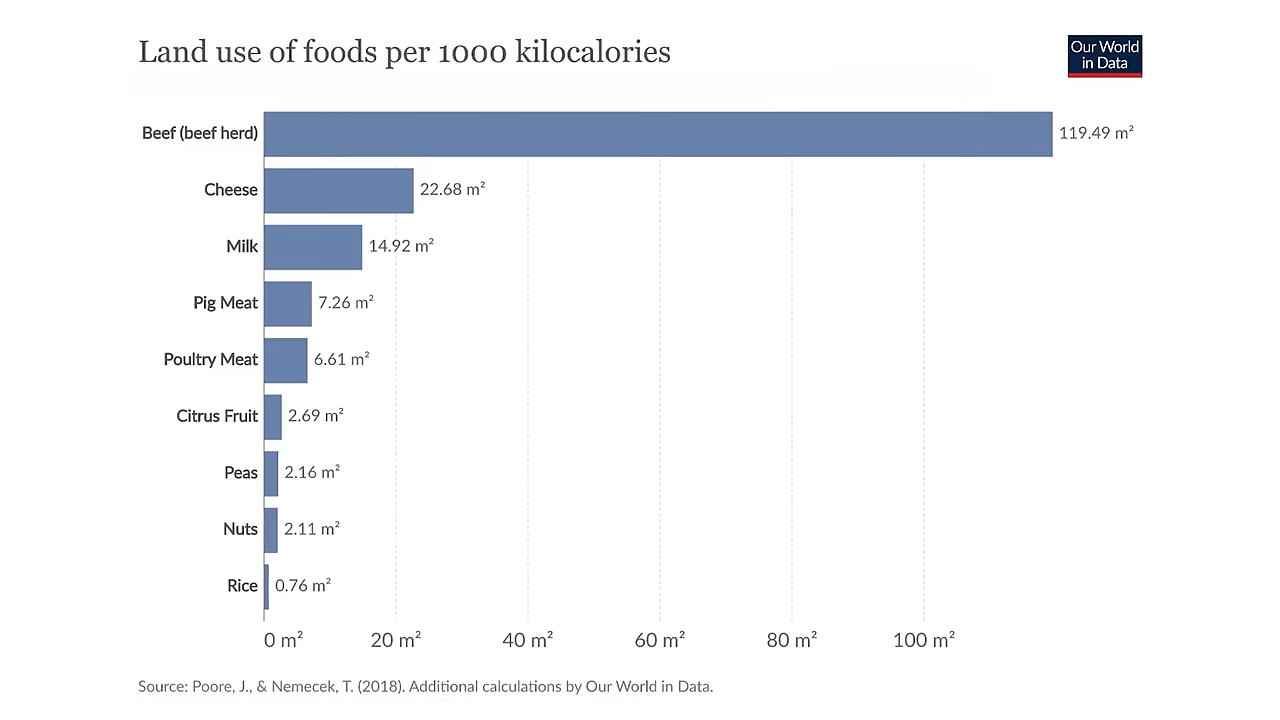 Land use of foods per 1000 kilocalories
Our World
in Data
Beef (beef herd) 119.49 m²
Cheese 22.68 m²
Milk 14.92 m²
Pig Meat 7.26 m²
Poultry Meat 6.61 m²
Citrus Fruit 2.69 m²
Peas 2.16 m²
Nuts 2.11 m²
Rice 0.76 m²
0 m² 20 m² 40 m² 60 m² 80 m² 100 m²
Source: Poore, J., & Nemecek, T. (2018). Additional calculations by Our World in Data.